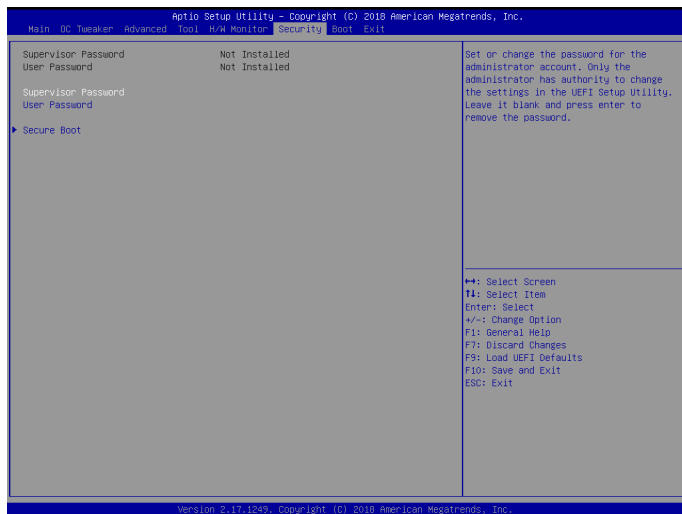 Aptio Setup Utility – Copyright (C) 2018 American Megatrends, Inc.
Main OC Tweaker Advanced Tool H/W Monitor Security Boot Exit
Supervisor Password Not Installed
User Password Not Installed
Supervisor Password
User Password
Secure Boot
Set or change the password for the
administrator account. Only the
administrator has authority to change
the settings in the UEFI Setup Utility.
Leave it blank and press enter to
remove the password.
↔: Select Screen
↑↓: Select Item
Enter: Select
+/-: Change Option
F1: General Help
F7: Discard Changes
F9: Load UEFI Defaults
F10: Save and Exit
ESC: Exit
Version 2.17.1249. Copyright (C) 2018 American Megatrends, Inc.